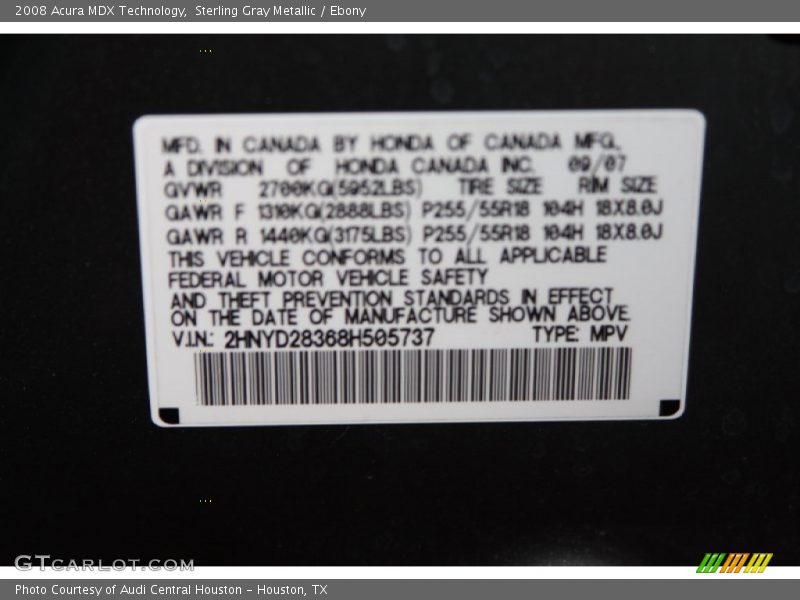 2008 Acura MDX Technology, Sterling Gray Metallic / Ebony
MFD. IN CANADA BY HONDA OF CANADA MFG.,
A DIVISION OF HONDA CANADA INC. 09/07
GVWR 2700KG(5952LBS) TIRE SIZE RIM SIZE
GAWR F 1310KG(2888LBS) P255/55R18 104H 18X8.0J
GAWR R 1440KG(3175LBS) P255/55R18 104H 18X8.0J
THIS VEHICLE CONFORMS TO ALL APPLICABLE
FEDERAL MOTOR VEHICLE SAFETY
AND THEFT PREVENTION STANDARDS IN EFFECT
ON THE DATE OF MANUFACTURE SHOWN ABOVE.
V.I.N.: 2HNYD28368H505737 TYPE: MPV
GTCARLOT.COM
Photo Courtesy of Audi Central Houston - Houston, TX